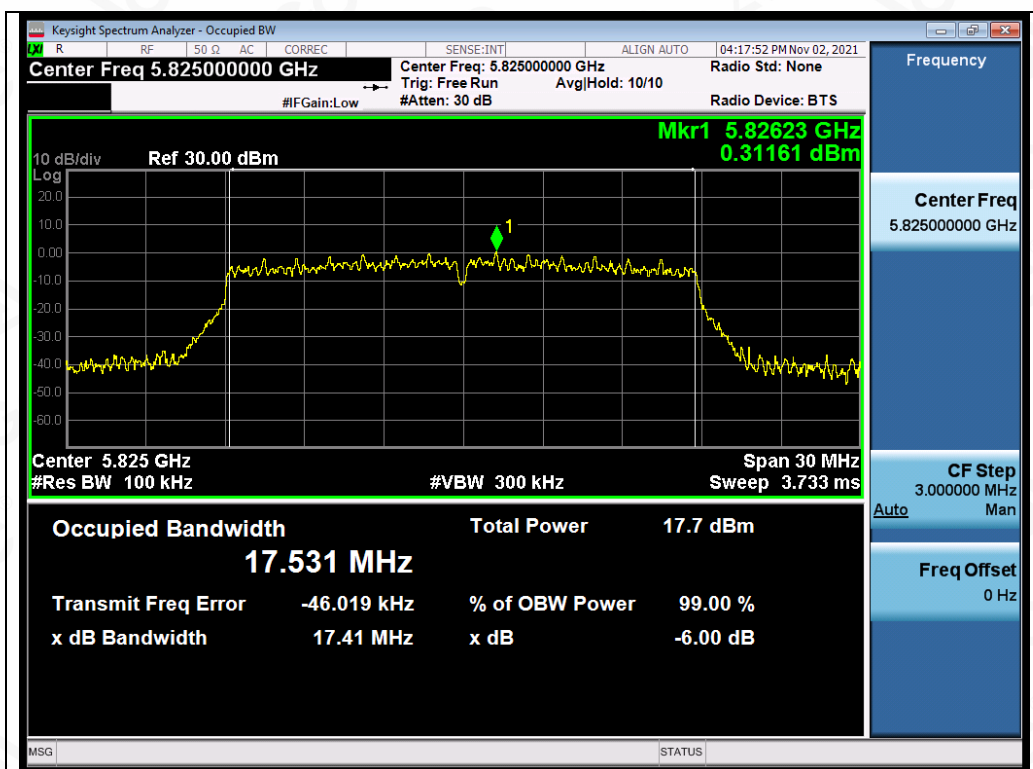 Keysight Spectrum Analyzer - Occupied BW
LXI R RF 50 Ω AC CORREC SENSE:INT ALIGN AUTO 04:17:52 PM Nov 02, 2021
Center Freq 5.825000000 GHz
Center Freq: 5.825000000 GHz
Radio Std: None
Trig: Free Run Avg|Hold: 10/10
#IFGain:Low
#Atten: 30 dB
Radio Device: BTS
Mkr1 5.82623 GHz
0.31161 dBm
10 dB/div Ref 30.00 dBm
Log
20.0
10.0
0.00
-10.0
-20.0
-30.0
-40.0
-50.0
-60.0
1
Center 5.825 GHz
Span 30 MHz
#Res BW 100 kHz
#VBW 300 kHz
Sweep 3.733 ms
Occupied Bandwidth
17.531 MHz
Total Power 17.7 dBm
Transmit Freq Error -46.019 kHz
% of OBW Power 99.00 %
x dB Bandwidth 17.41 MHz
x dB -6.00 dB
Frequency
Center Freq
5.825000000 GHz
CF Step
3.000000 MHz
Auto Man
Freq Offset
0 Hz
MSG
STATUS